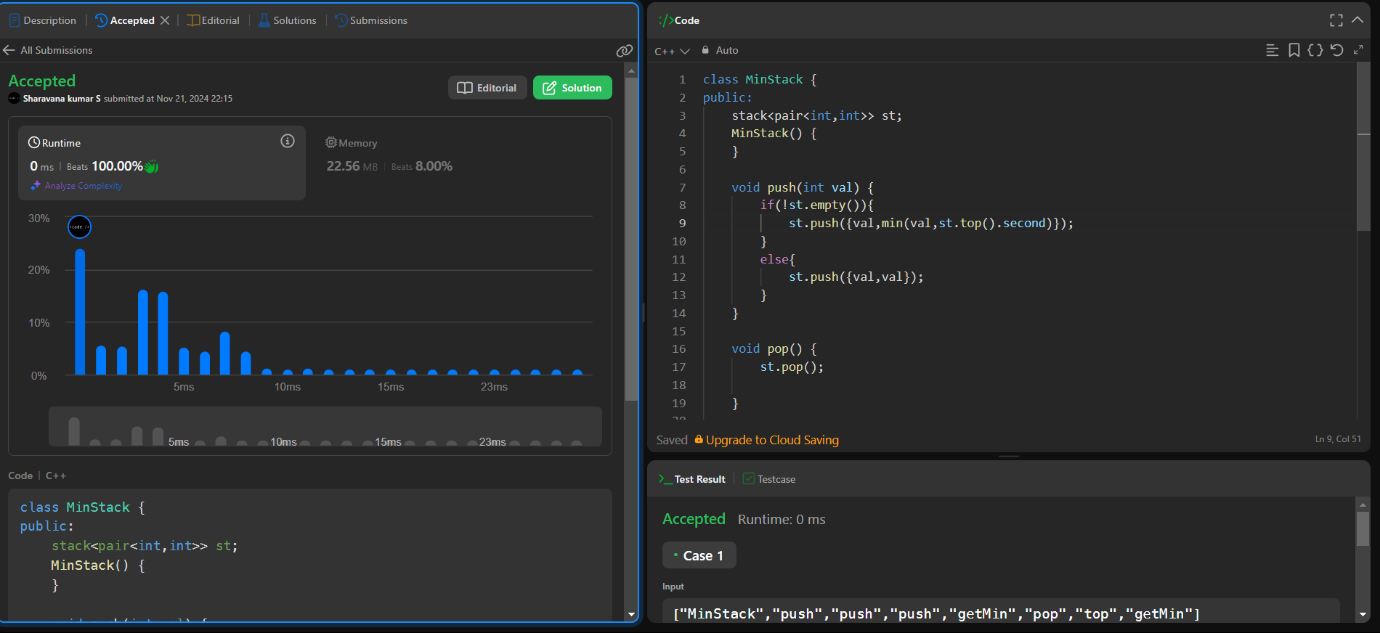 Description | Accepted | Editorial | Solutions | Submissions
All Submissions
Accepted
Sharavana kumar S submitted at Nov 21, 2024 22:15
Editorial
Solution
Runtime
0 ms | Beats 100.00%
Analyze Complexity
Memory
22.56 MB | Beats 8.00%
30%
20%
10%
0%
5ms 10ms 15ms 23ms
5ms 10ms 15ms 23ms
Code | C++
class MinStack {
public:
    stack<pair<int,int>> st;
    MinStack() {
    }
</>Code
C++ Auto
1 class MinStack {
2 public:
3     stack<pair<int,int>> st;
4     MinStack() {
5     }
6
7     void push(int val) {
8         if(!st.empty()){
9             st.push({val,min(val,st.top().second)});
10         }
11         else{
12             st.push({val,val});
13         }
14     }
15
16     void pop() {
17         st.pop();
18
19     }
Saved Upgrade to Cloud Saving
Ln 9, Col 51
>_ Test Result | Testcase
Accepted Runtime: 0 ms
• Case 1
Input
["MinStack","push","push","push","getMin","pop","top","getMin"]